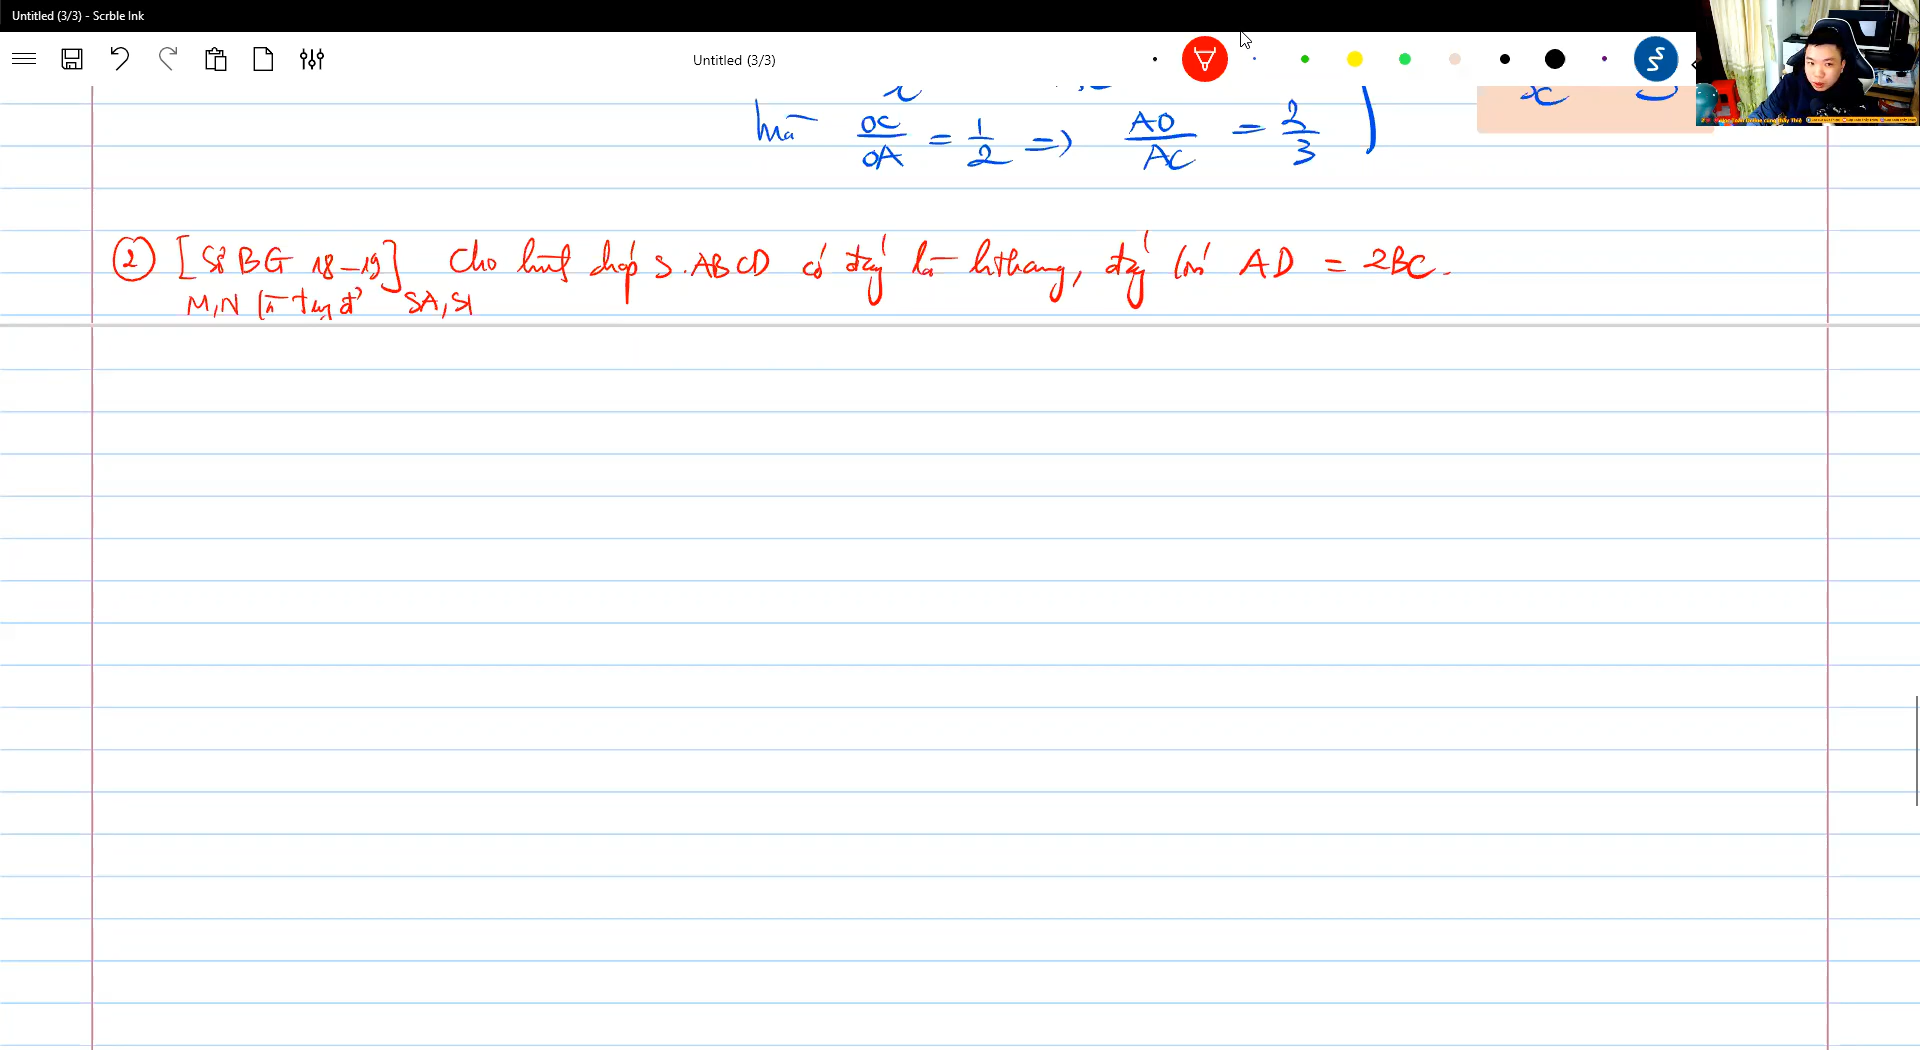 Untitled (3/3) - Scrble Ink
Untitled (3/3)
mà OC/OA = 1/2 => AO/AC = 2/3 )
x
② [Sở BG 18-19] Cho hình chóp S.ABCD có đáy là hthang, đáy lớn AD = 2BC.
M,N là trung đ' SA, S